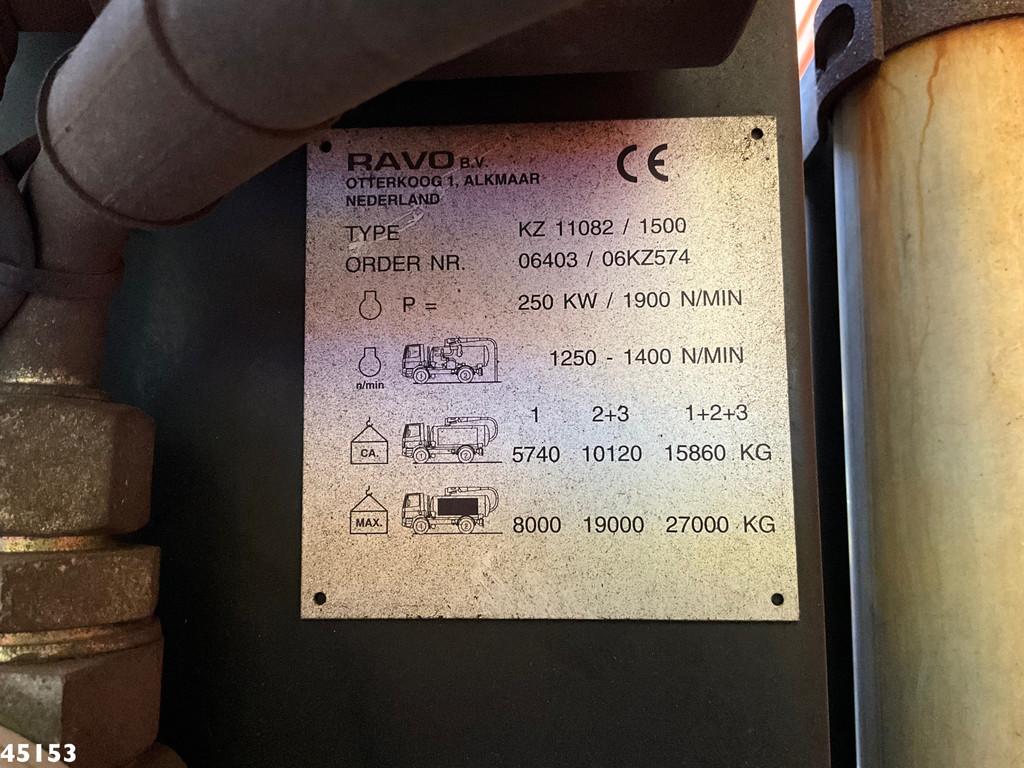 RAVO B.V.
OTTERKOOG 1, ALKMAAR
NEDERLAND
CE
TYPE KZ 11082 / 1500
ORDER NR. 06403 / 06KZ574
P = 250 KW / 1900 N/MIN
n/min 1250 - 1400 N/MIN
1 2+3 1+2+3
CA. 5740 10120 15860 KG
MAX. 8000 19000 27000 KG
45153